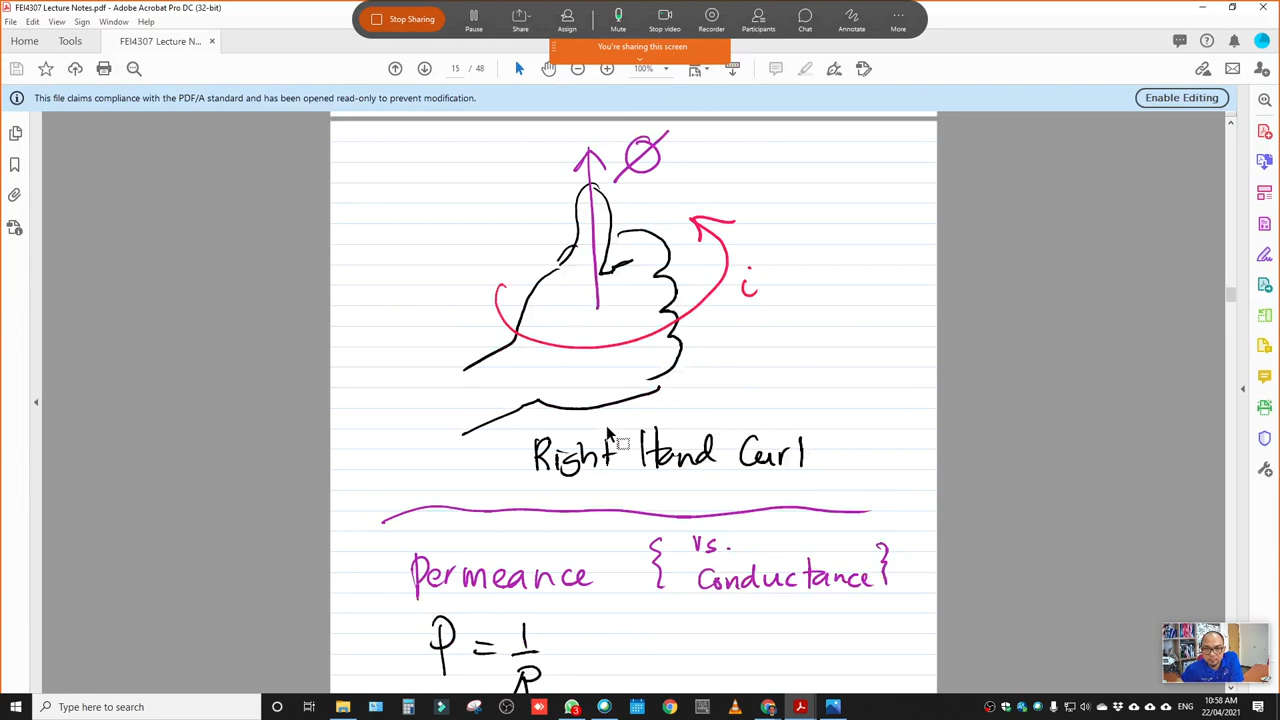 FEI4307 Lecture Notes.pdf - Adobe Acrobat Pro DC (32-bit)
File Edit View Sign Window Help
Stop Sharing
Pause
Share
Assign
Mute
Stop video
Recorder
Participants
Chat
Annotate
More
You're sharing this screen
Home Tools FEI4307 Lecture N... ×
15 / 48
100%
This file claims compliance with the PDF/A standard and has been opened read-only to prevent modification.
Enable Editing
Ø
i
Right Hand Curl
Permeance { vs. Conductance }
P = 1/R
Type here to search
3
ENG
10:58 AM
22/04/2021